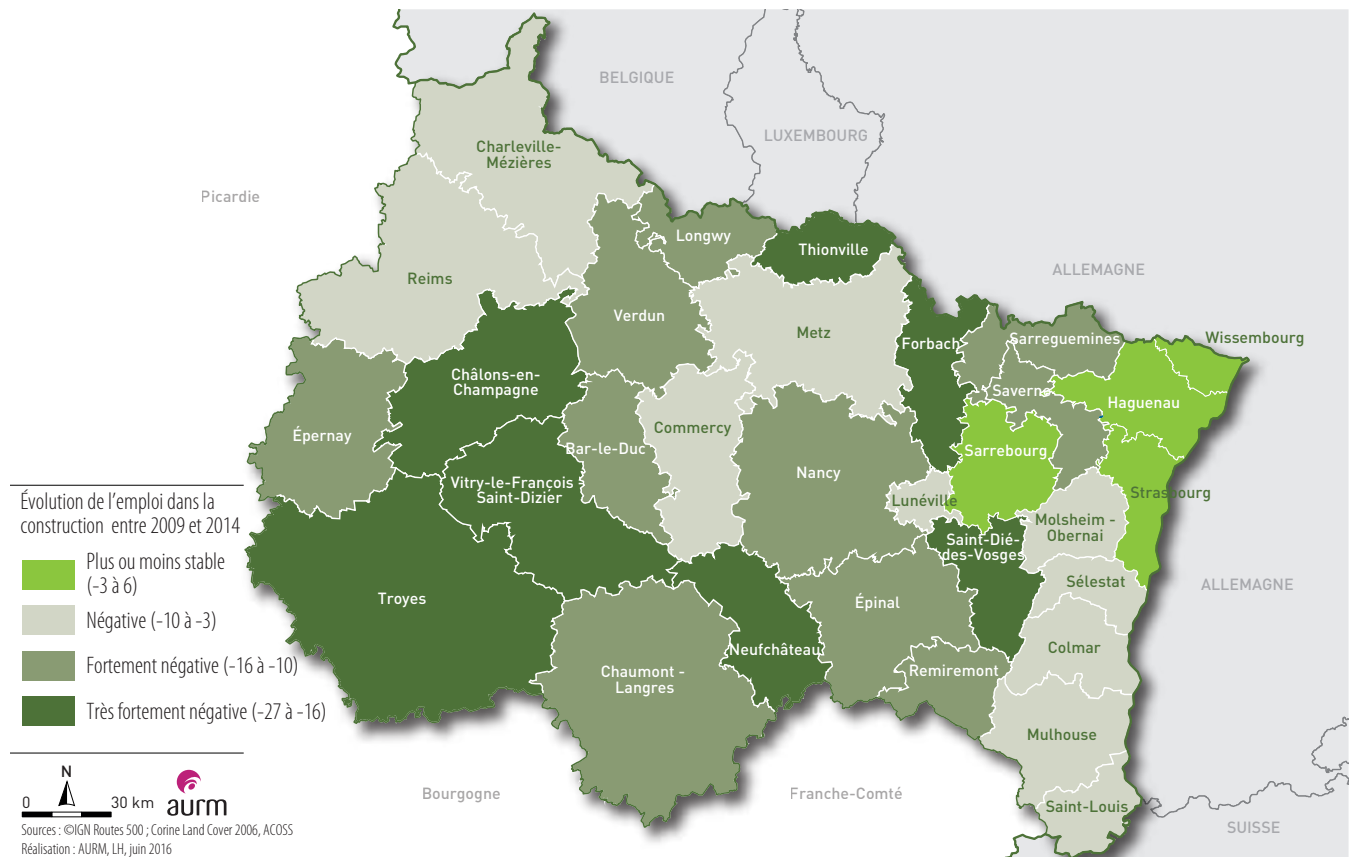 BELGIQUE
LUXEMBOURG
Charleville-
Mézières
Picardie
Longwy
Thionville
ALLEMAGNE
Reims
Verdun
Metz
Forbach
Sarreguemines
Wissembourg
Châlons-en-
Champagne
Saverne
Haguenau
Épernay
Bar-le-Duc
Commercy
Nancy
Sarrebourg
Vitry-le-François
Saint-Dizier
Lunéville
Strasbourg
Molsheim -
Obernai
Saint-Dié-
des-Vosges
Sélestat
ALLEMAGNE
Troyes
Épinal
Colmar
Neufchâteau
Chaumont -
Langres
Remiremont
Mulhouse
Saint-Louis
Bourgogne
Franche-Comté
SUISSE
Évolution de l'emploi dans la
construction entre 2009 et 2014
Plus ou moins stable
(-3 à 6)
Négative (-10 à -3)
Fortement négative (-16 à -10)
Très fortement négative (-27 à -16)
N
0 30 km
aurm
Sources : ©IGN Routes 500 ; Corine Land Cover 2006, ACOSS
Réalisation : AURM, LH, juin 2016